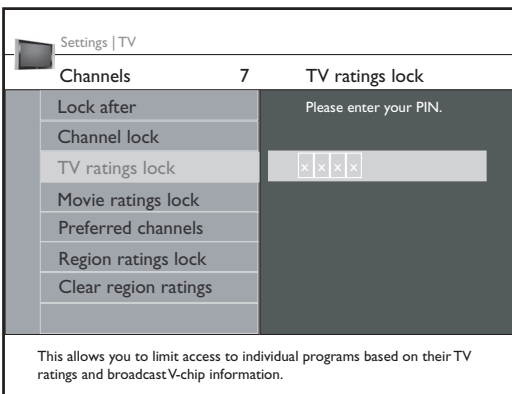 Settings | TV
Channels 7 TV ratings lock
Lock after Please enter your PIN.
Channel lock
TV ratings lock x x x x
Movie ratings lock
Preferred channels
Region ratings lock
Clear region ratings
This allows you to limit access to individual programs based on their TV
ratings and broadcast V-chip information.